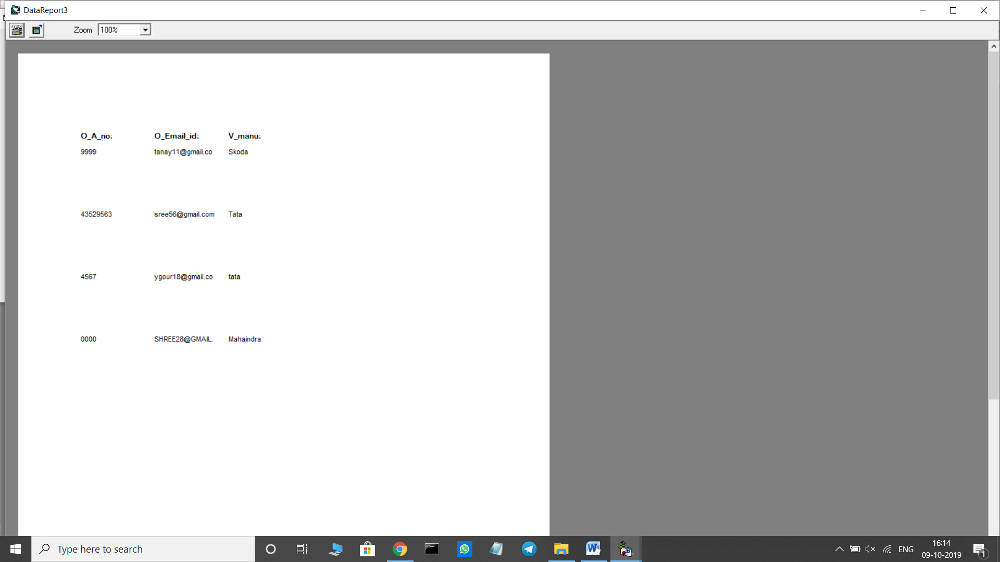 DataReport3
Zoom 100%
O_A_no: O_Email_id: V_manu:
9999 tanay11@gmail.co Skoda
43529563 sree56@gmail.com Tata
4567 ygour18@gmail.co tata
0000 SHREE28@GMAIL. Mahaindra
Type here to search
ENG
16:14
09-10-2019
1